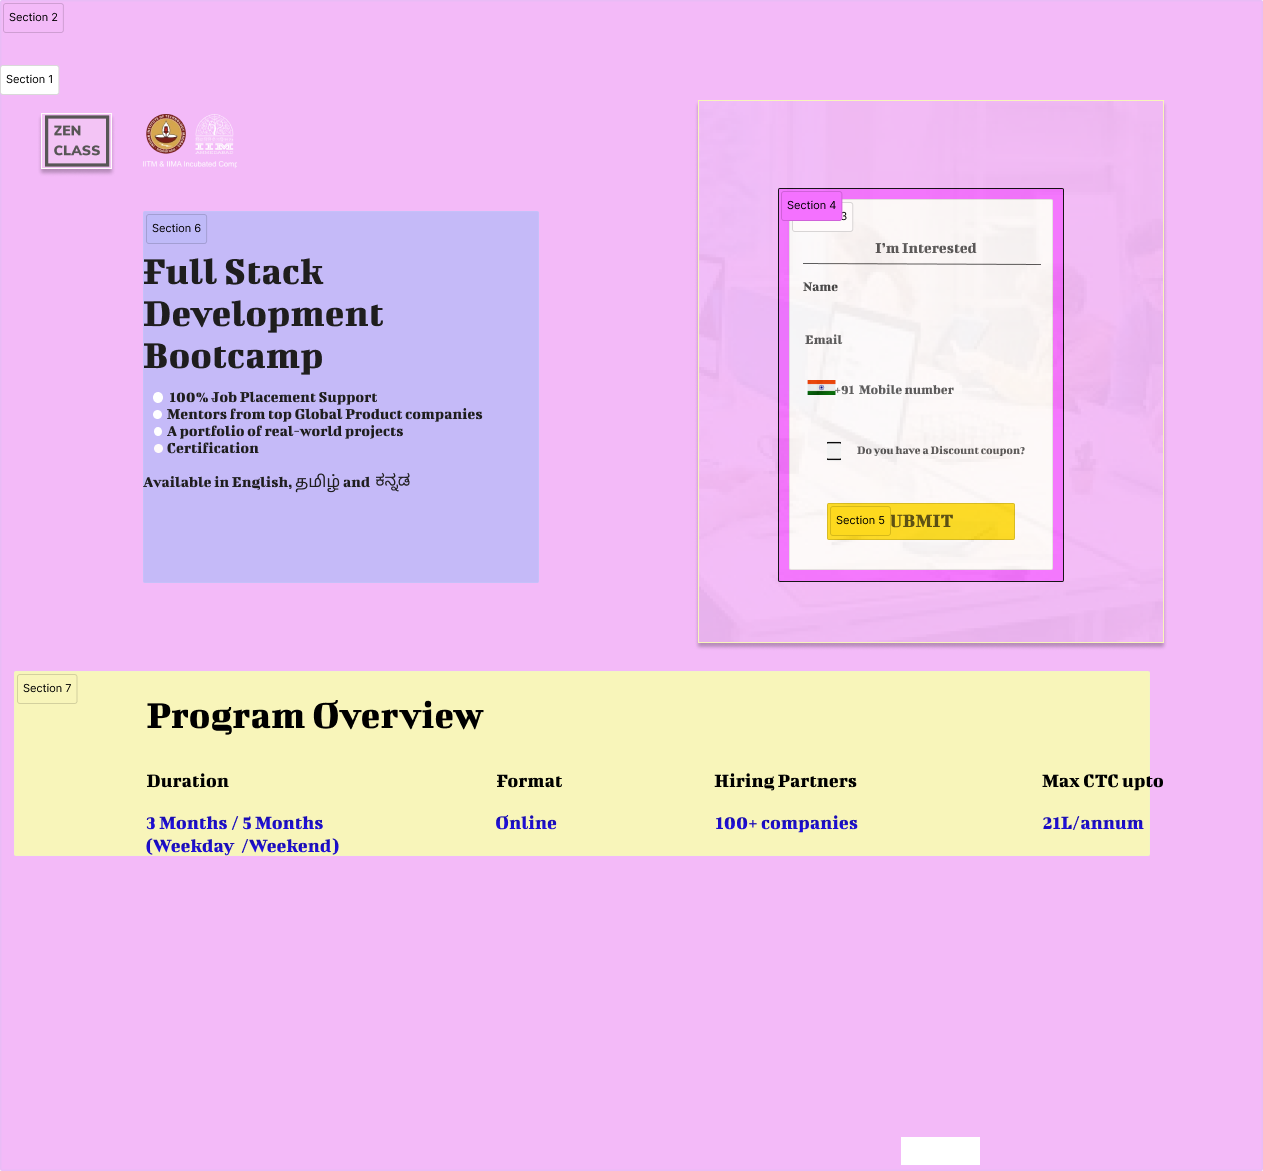 Section 2
Section 1
ZEN
CLASS
IITM & IIMA Incubated Comp
Section 6
Full Stack
Development
Bootcamp
100% Job Placement Support
Mentors from top Global Product companies
A portfolio of real-world projects
Certification
Available in English, தமிழ் and ಕನ್ನಡ
Section 4
3
I'm Interested
Name
Email
+91 Mobile number
Do you have a Discount coupon?
Section 5
UBMIT
Section 7
Program Overview
Duration
Format
Hiring Partners
Max CTC upto
3 Months / 5 Months
(Weekday /Weekend)
Online
100+ companies
21L/annum